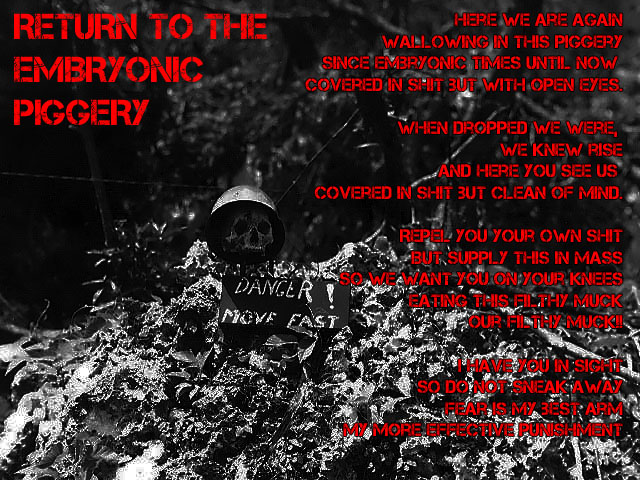 RETURN TO THE
EMBRYONIC
PIGGERY
HERE WE ARE AGAIN
WALLOWING IN THIS PIGGERY
SINCE EMBRYONIC TIMES UNTIL NOW
COVERED IN SHIT BUT WITH OPEN EYES.
WHEN DROPPED WE WERE,
WE KNEW RISE
AND HERE YOU SEE US
COVERED IN SHIT BUT CLEAN OF MIND.
REPEL YOU YOUR OWN SHIT
BUT SUPPLY THIS IN MASS
SO WE WANT YOU ON YOUR KNEES
EATING THIS FILTHY MUCK
OUR FILTHY MUCK!!
I HAVE YOU IN SIGHT
SO DO NOT SNEAK AWAY
FEAR IS MY BEST ARM
MY MORE EFFECTIVE PUNISHMENT
DANGER !
MOVE FAST